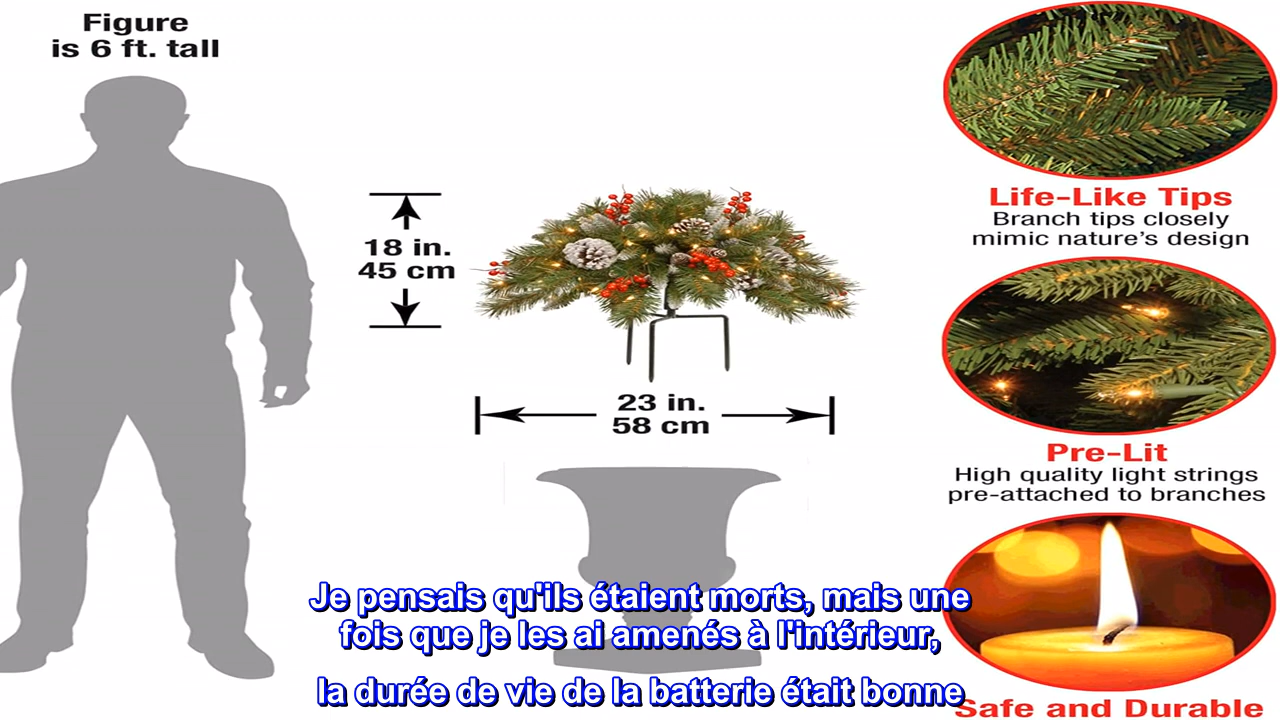 Figure
is 6 ft. tall
18 in.
45 cm
23 in.
58 cm
Life-Like Tips
Branch tips closely
mimic nature's design
Pre-Lit
High quality light strings
pre-attached to branches
Safe and Durable
Je pensais qu'ils étaient morts, mais une
fois que je les ai amenés à l'intérieur,
la durée de vie de la batterie était bonne